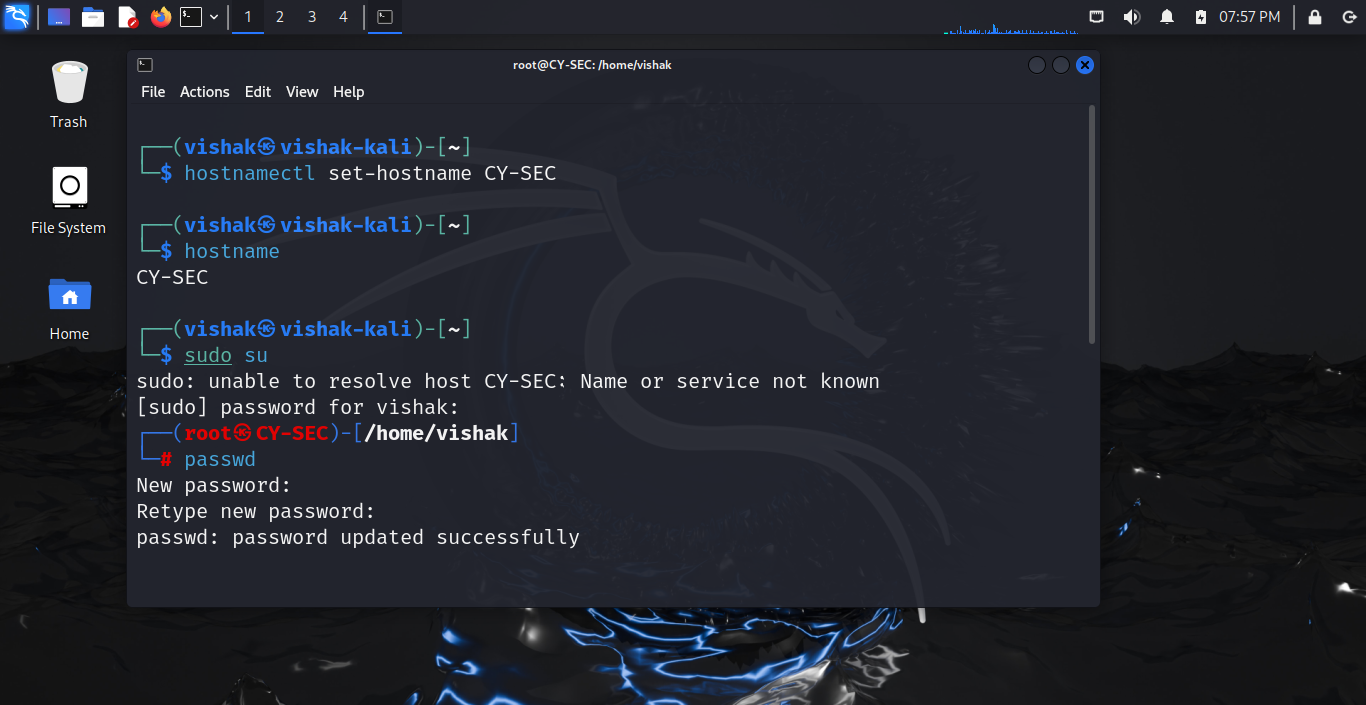 1 2 3 4
07:57 PM
Trash
File System
Home
root@CY-SEC: /home/vishak
File Actions Edit View Help
┌──(vishak㉿vishak-kali)-[~]
└─$ hostnamectl set-hostname CY-SEC
┌──(vishak㉿vishak-kali)-[~]
└─$ hostname
CY-SEC
┌──(vishak㉿vishak-kali)-[~]
└─$ sudo su
sudo: unable to resolve host CY-SEC: Name or service not known
[sudo] password for vishak:
┌──(root㉿CY-SEC)-[/home/vishak]
└─# passwd
New password:
Retype new password:
passwd: password updated successfully